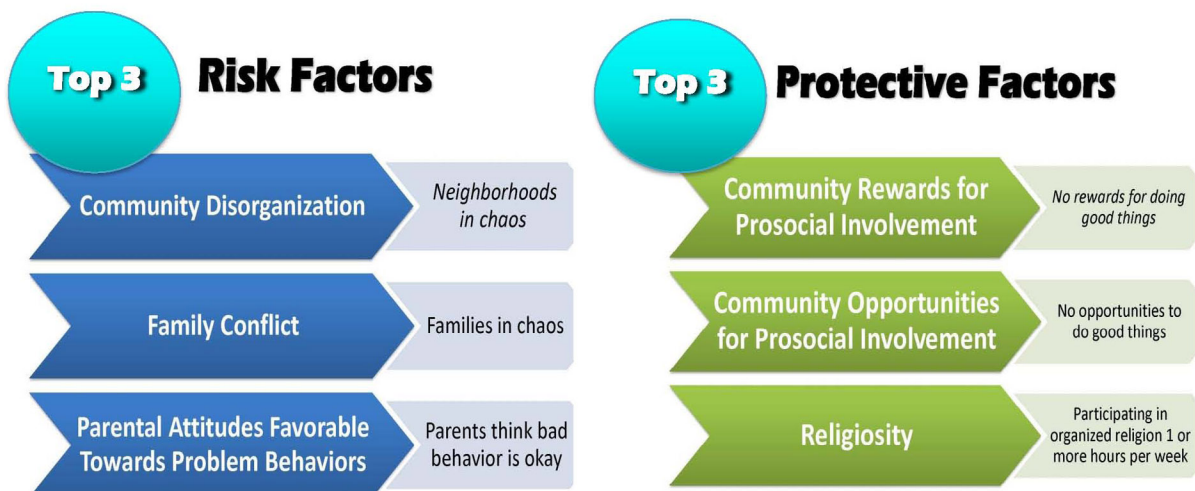 Top 3
Risk Factors
Community Disorganization
Neighborhoods
in chaos
Family Conflict
Families in chaos
Parental Attitudes Favorable
Towards Problem Behaviors
Parents think bad
behavior is okay
Top 3
Protective Factors
Community Rewards for
Prosocial Involvement
No rewards for doing
good things
Community Opportunities
for Prosocial Involvement
No opportunities to
do good things
Religiosity
Participating in
organized religion 1 or
more hours per week